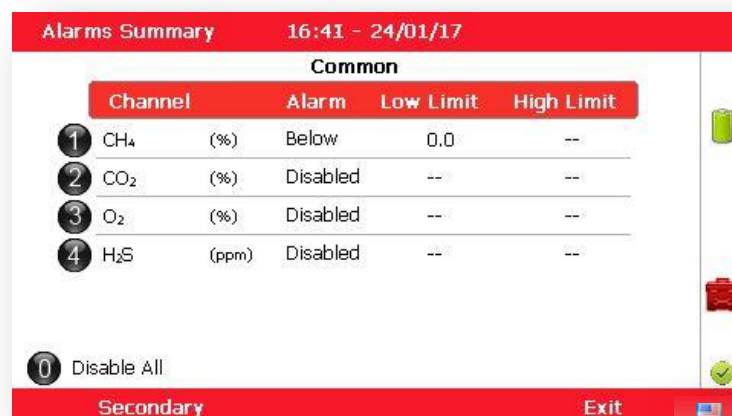 Alarms Summary 16:41 - 24/01/17
Common
Channel Alarm Low Limit High Limit
1 CH₄ (%) Below 0.0 --
2 CO₂ (%) Disabled -- --
3 O₂ (%) Disabled -- --
4 H₂S (ppm) Disabled -- --
0 Disable All
Secondary Exit